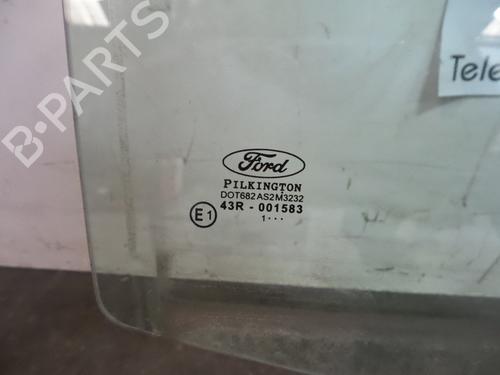 B-PARTS
Tele
Ford
PILKINGTON
DOT682AS2M3232
E1 43R - 001583
1...